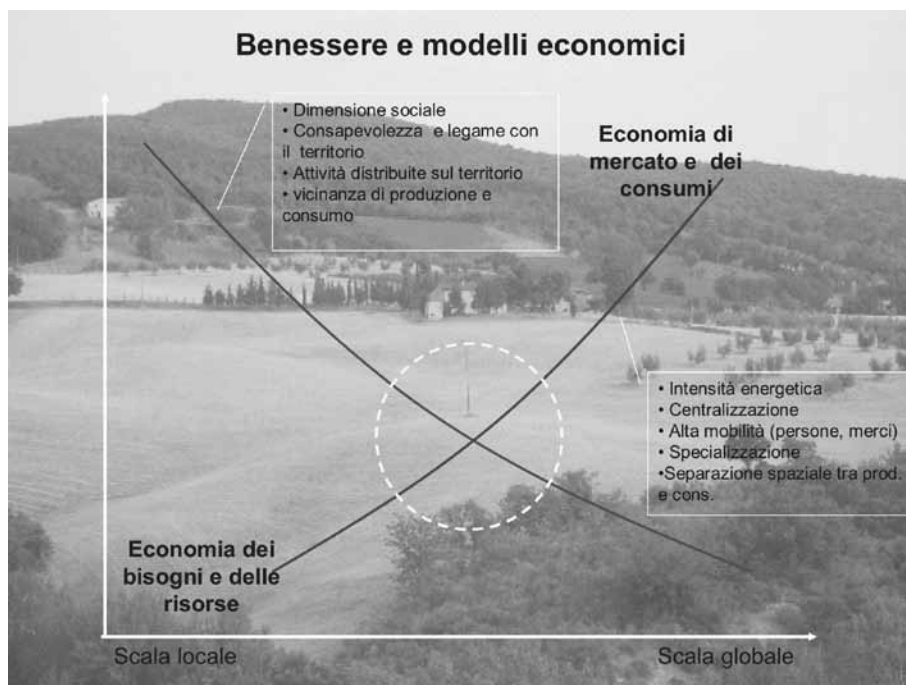 Benessere e modelli economici
• Dimensione sociale
• Consapevolezza e legame con
il territorio
• Attività distribuite sul territorio
• vicinanza di produzione e
consumo
Economia di
mercato e dei
consumi
• Intensità energetica
• Centralizzazione
• Alta mobilità (persone, merci)
• Specializzazione
•Separazione spaziale tra prod.
e cons.
Economia dei
bisogni e delle
risorse
Scala locale
Scala globale